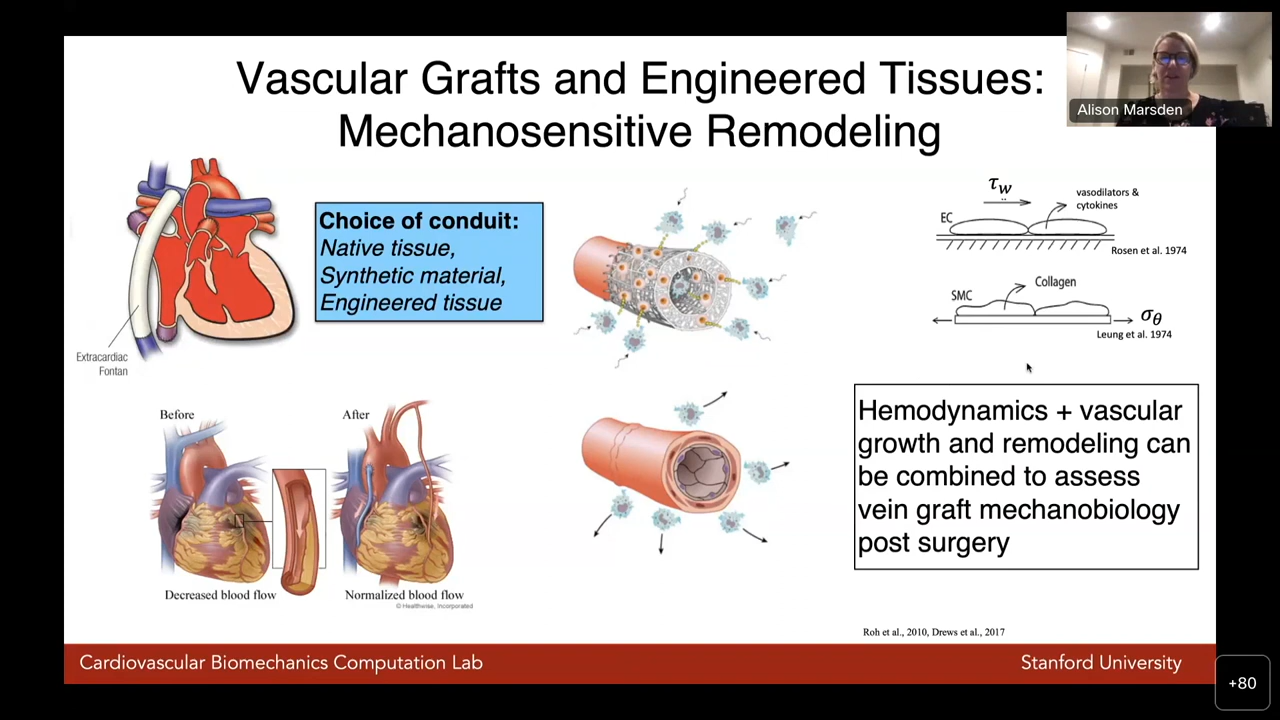 Vascular Grafts and Engineered Tissues:
Mechanosensitive Remodeling
Alison Marsden
Choice of conduit:
Native tissue,
Synthetic material,
Engineered tissue
Extracardiac
Fontan
τw
EC
vasodilators &
cytokines
Rosen et al. 1974
SMC
Collagen
σθ
Leung et al. 1974
Before
After
Decreased blood flow
Normalized blood flow
© Healthwise, Incorporated
Hemodynamics + vascular
growth and remodeling can
be combined to assess
vein graft mechanobiology
post surgery
Roh et al., 2010, Drews et al., 2017
Cardiovascular Biomechanics Computation Lab
Stanford University
+80